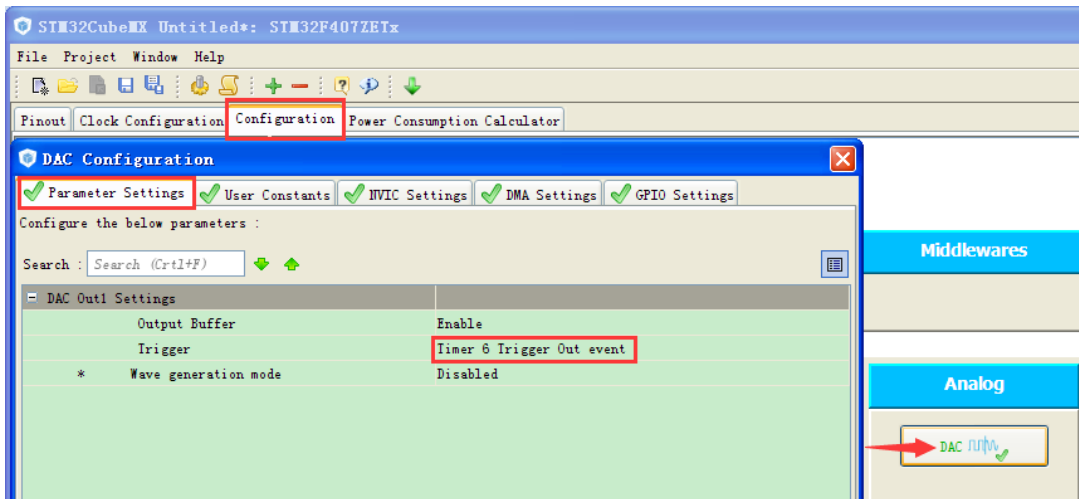 STM32CubeMX Untitled*: STM32F407ZETx
File Project Window Help
Pinout Clock Configuration Configuration Power Consumption Calculator
DAC Configuration
Parameter Settings User Constants NVIC Settings DMA Settings GPIO Settings
Configure the below parameters :
Search : Search (Crtl+F)
DAC Out1 Settings
Output Buffer Enable
Trigger Timer 6 Trigger Out event
* Wave generation mode Disabled
Middlewares
Analog
DAC